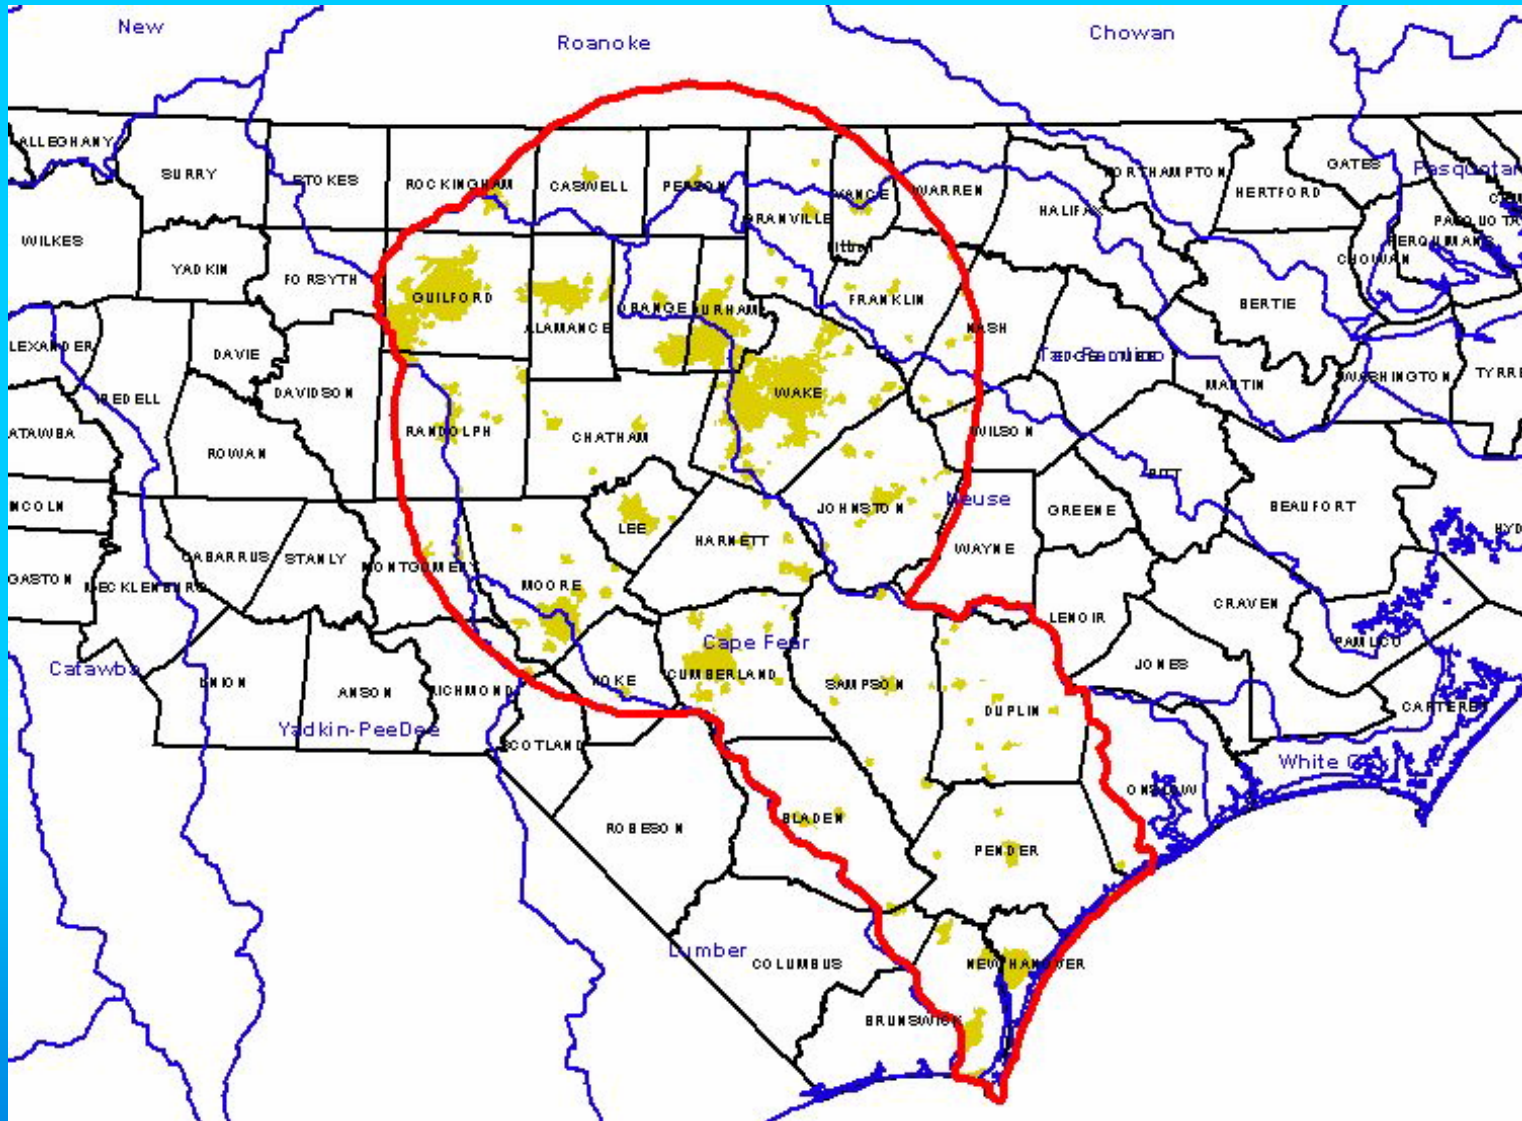 New
Roanoke
Chowan
ALLEGHANY
SURRY
STOKES
ROCKINGHAM
CASWELL
PERSON
GRANVILLE
VANCE
WARREN
NORTHAMPTON
HALIFAX
HERTFORD
GATES
WILKES
YADKIN
FORSYTH
GUILFORD
ALAMANCE
ORANGE
DURHAM
FRANKLIN
NASH
BERTIE
CHOWAN
DAVIE
DAVIDSON
IREDELL
RANDOLPH
CHATHAM
WAKE
WILSON
MARTIN
WASHINGTON
ROWAN
LEE
HARNETT
JOHNSTON
Neuse
GREENE
PITT
BEAUFORT
CABARRUS
STANLY
MONTGOMERY
MOORE
WAYNE
GASTON
MECKLENBURG
LENOIR
CRAVEN
PAMLICO
Catawba
UNION
ANSON
RICHMOND
HOKE
Cape Fear
CUMBERLAND
SAMPSON
DUPLIN
JONES
CARTERET
Yadkin-PeeDee
SCOTLAND
White O
ONSLOW
ROBESON
BLADEN
PENDER
Lumber
COLUMBUS
NEW HANOVER
BRUNSWICK